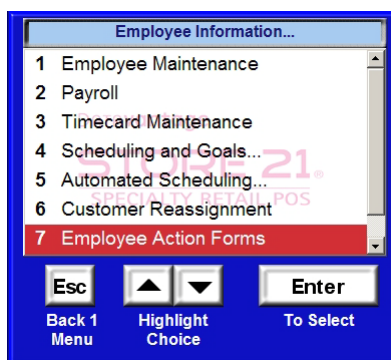 Employee Information...
1 Employee Maintenance
2 Payroll
3 Timecard Maintenance
4 Scheduling and Goals...
STORE 21®
5 Automated Scheduling...
SPECIALTY RETAIL POS
6 Customer Reassignment
7 Employee Action Forms
Esc
Enter
Back 1
Menu
Highlight
Choice
To Select